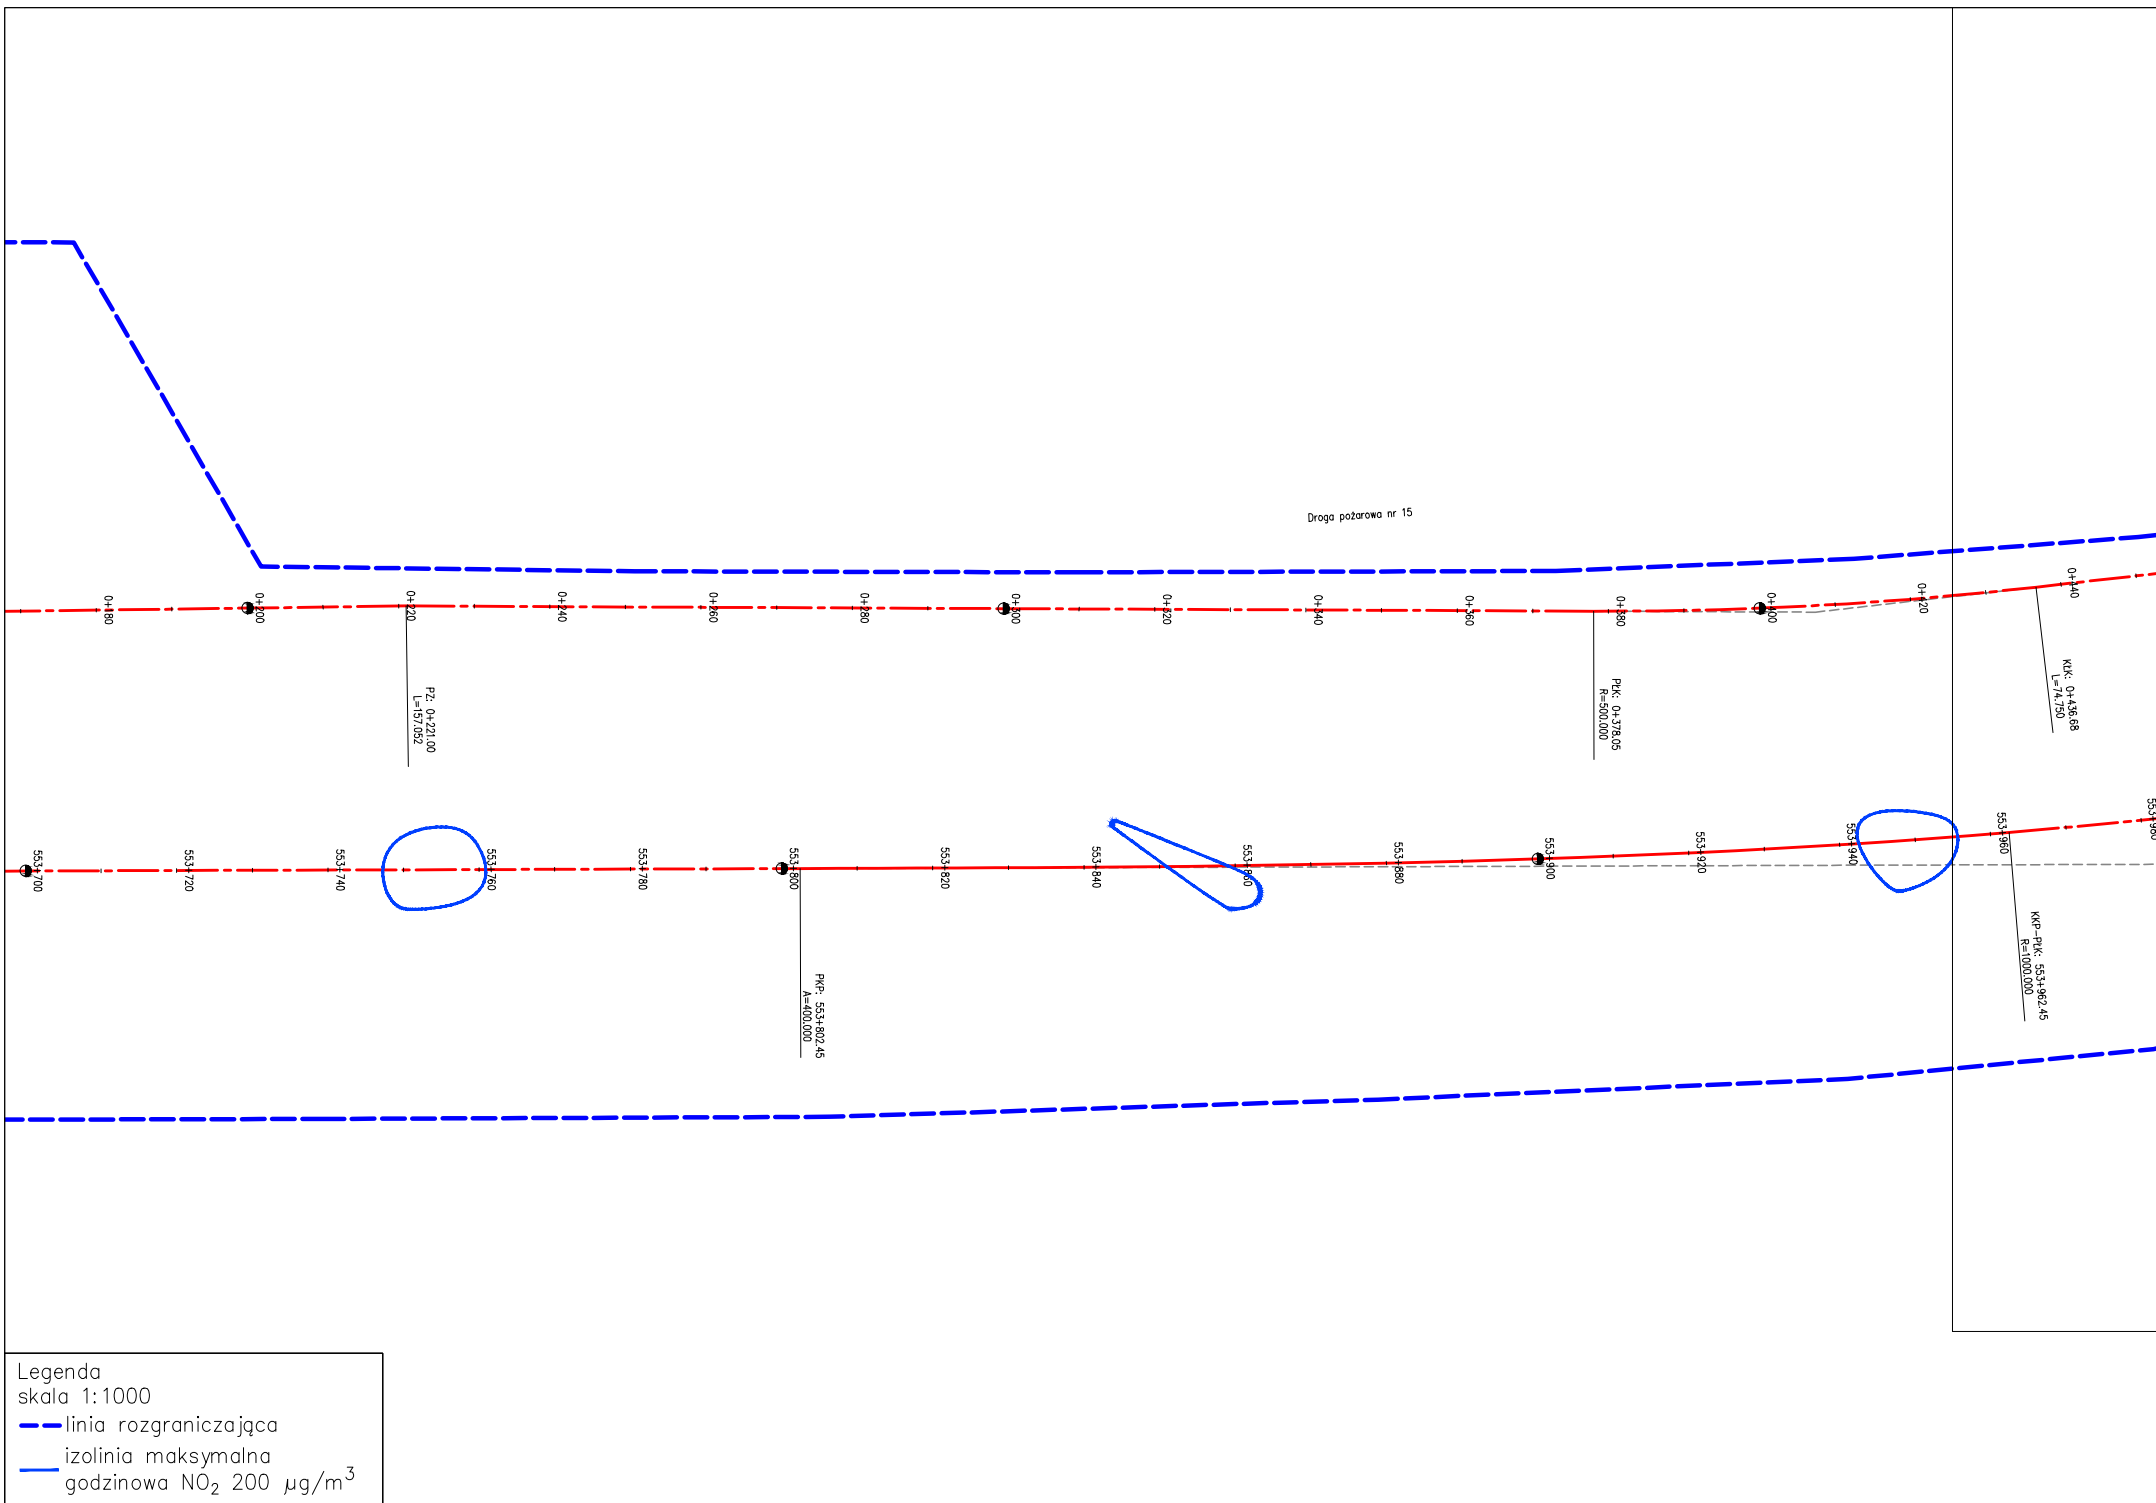 Droga pożarowa nr 15
0+180
0+200
0+220
0+240
0+260
0+280
0+300
0+320
0+340
0+360
0+380
0+400
0+420
0+440
PZ: 0+221.00
L=157.052
PŁK: 0+378.05
R=500.000
KŁK: 0+436.68
L=74.750
553+700
553+720
553+740
553+760
553+780
553+800
553+820
553+840
553+860
553+880
553+900
553+920
553+940
553+960
553+980
PKP: 553+802.45
A=400.000
KKP-PŁK: 553+962.45
R=1000.000
Legenda
skala 1:1000
linia rozgraniczająca
izolinia maksymalna
godzinowa NO₂ 200 µg/m³